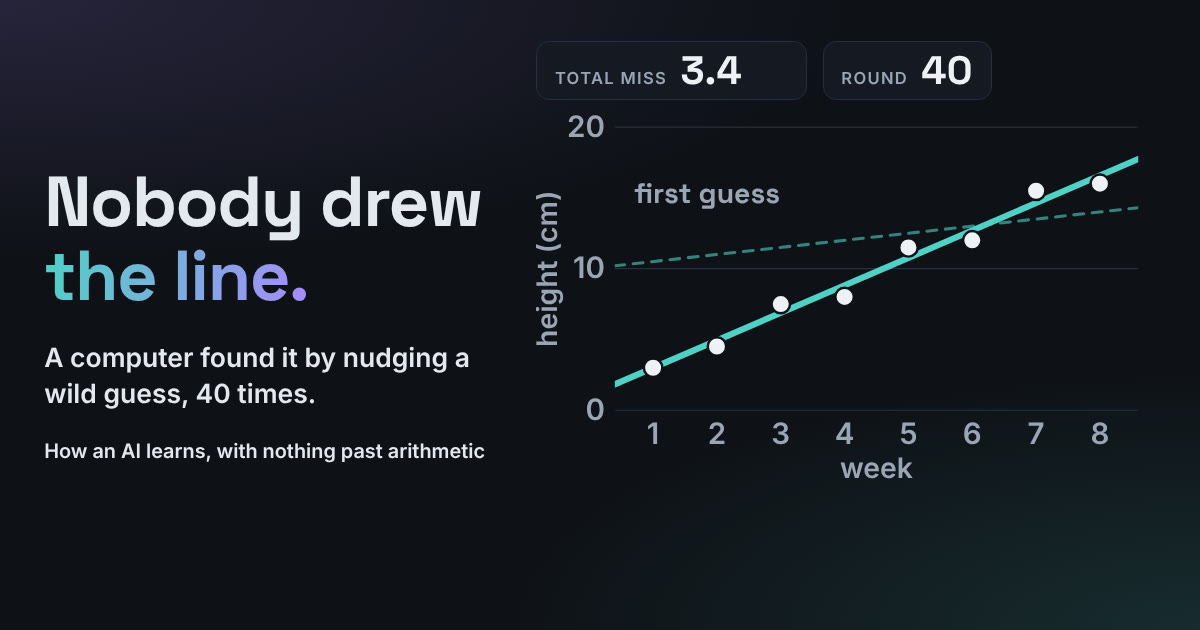 Nobody drew
the line.
A computer found it by nudging a
wild guess, 40 times.
How an AI learns, with nothing past arithmetic
TOTAL MISS 3.4
ROUND 40
20
first guess
height (cm)
10
0
1 2 3 4 5 6 7 8
week